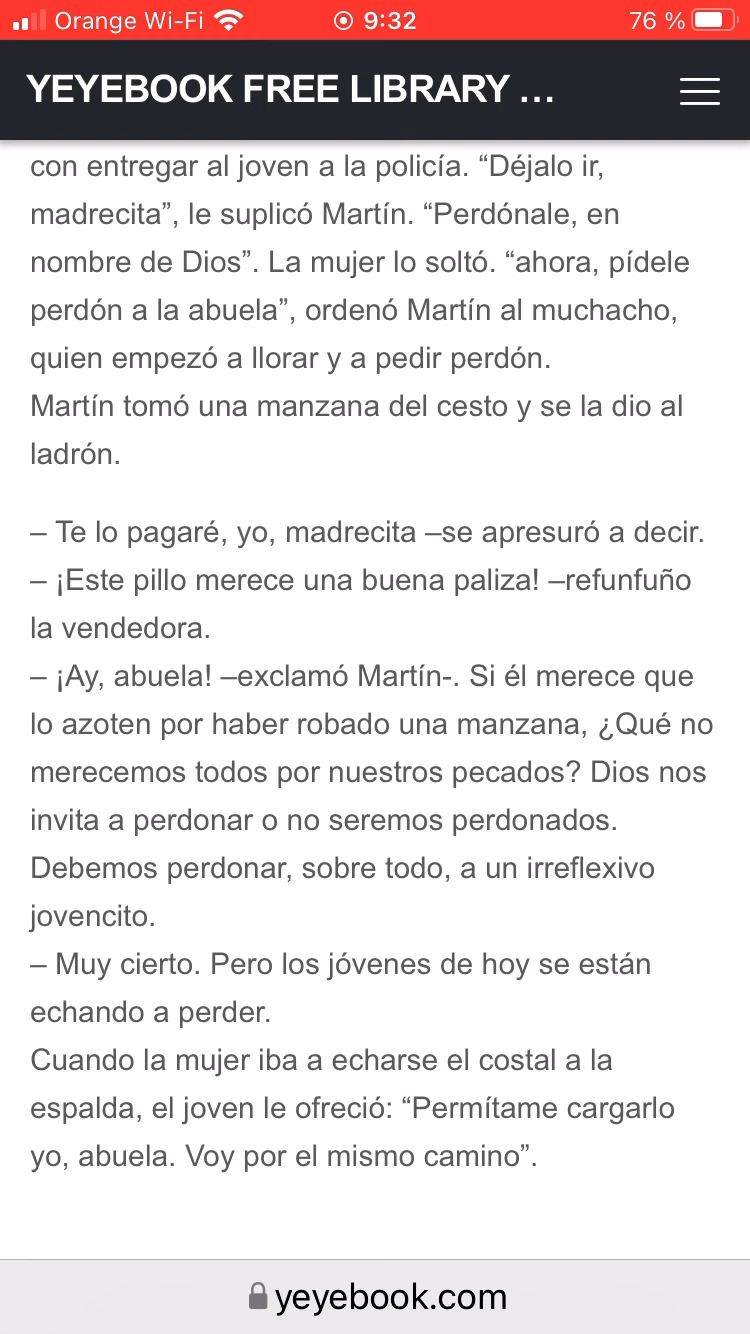 Orange Wi-Fi 9:32 76 %
YEYEBOOK FREE LIBRARY ...
con entregar al joven a la policía. “Déjalo ir,
madrecita”, le suplicó Martín. “Perdónale, en
nombre de Dios”. La mujer lo soltó. “ahora, pídele
perdón a la abuela”, ordenó Martín al muchacho,
quien empezó a llorar y a pedir perdón.
Martín tomó una manzana del cesto y se la dio al
ladrón.
– Te lo pagaré, yo, madrecita –se apresuró a decir.
– ¡Este pillo merece una buena paliza! –refunfuño
la vendedora.
– ¡Ay, abuela! –exclamó Martín-. Si él merece que
lo azoten por haber robado una manzana, ¿Qué no
merecemos todos por nuestros pecados? Dios nos
invita a perdonar o no seremos perdonados.
Debemos perdonar, sobre todo, a un irreflexivo
jovencito.
– Muy cierto. Pero los jóvenes de hoy se están
echando a perder.
Cuando la mujer iba a echarse el costal a la
espalda, el joven le ofreció: “Permítame cargarlo
yo, abuela. Voy por el mismo camino”.
yeyebook.com